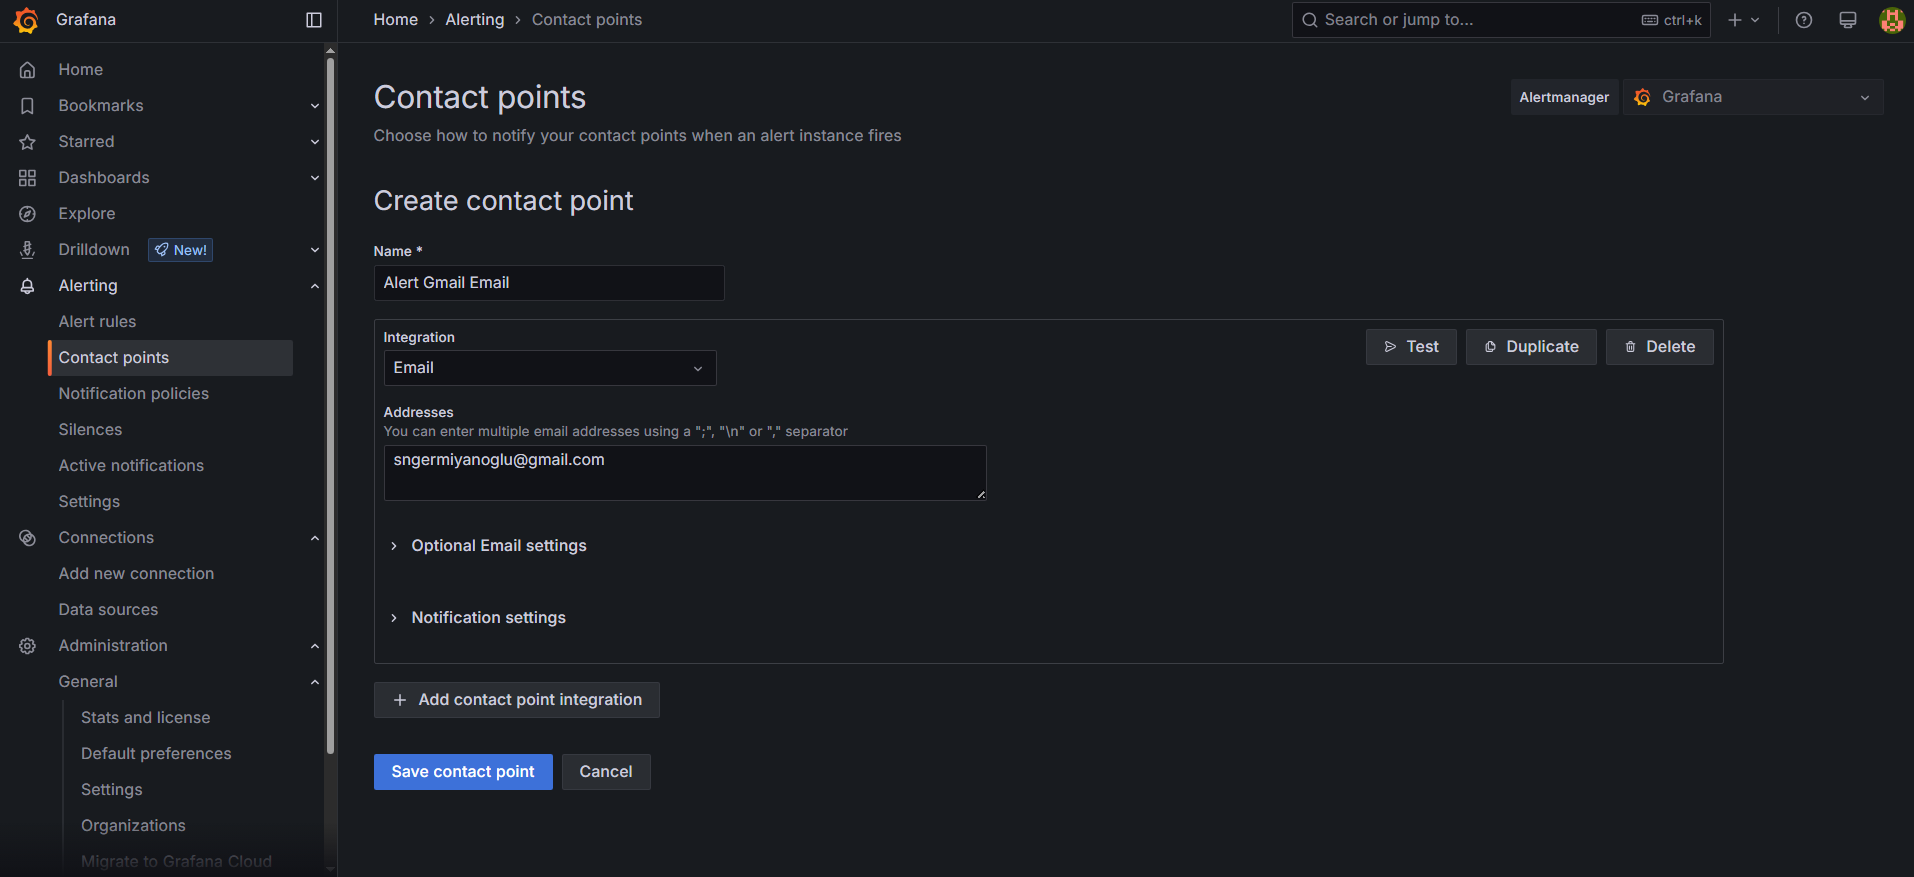 Grafana
Home › Alerting › Contact points
Search or jump to...
ctrl+k
Home
Bookmarks
Starred
Dashboards
Explore
Drilldown
New!
Alerting
Alert rules
Contact points
Notification policies
Silences
Active notifications
Settings
Connections
Add new connection
Data sources
Administration
General
Stats and license
Default preferences
Settings
Organizations
Migrate to Grafana Cloud
Contact points
Choose how to notify your contact points when an alert instance fires
Alertmanager
Grafana
Create contact point
Name *
Alert Gmail Email
Integration
Email
Test
Duplicate
Delete
Addresses
You can enter multiple email addresses using a ";", "\n" or "," separator
sngermiyanoglu@gmail.com
Optional Email settings
Notification settings
Add contact point integration
Save contact point
Cancel